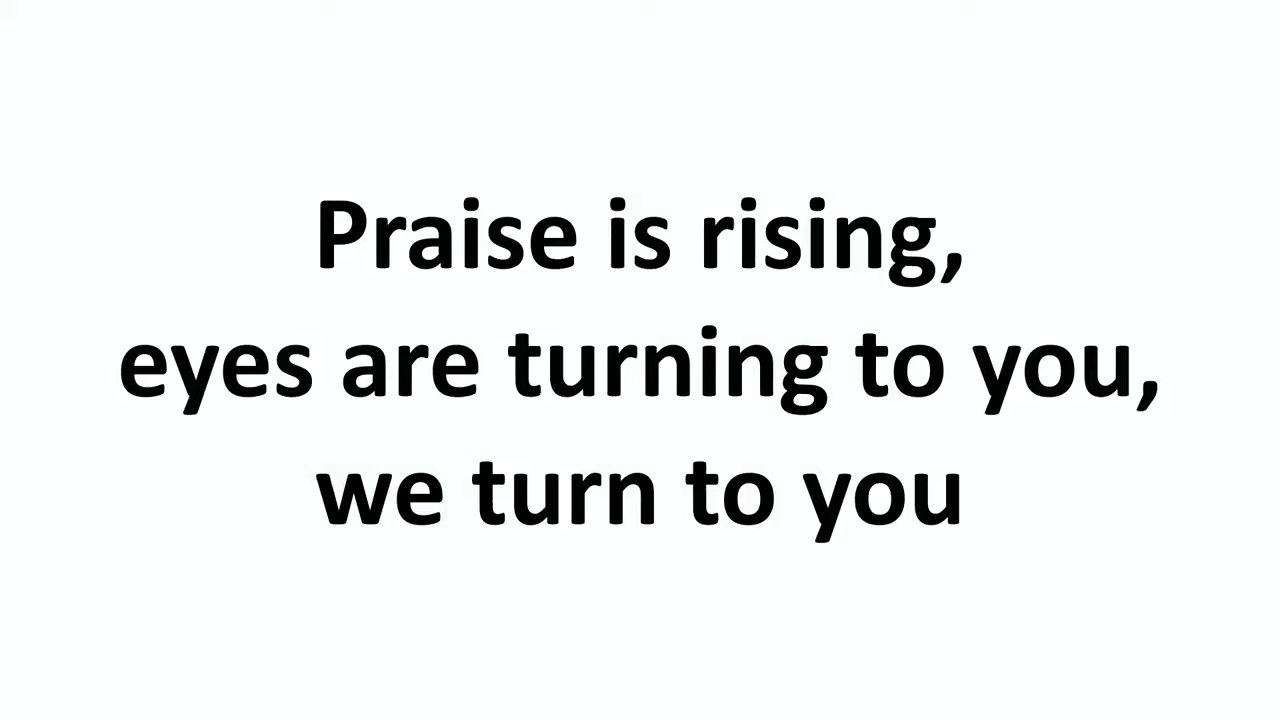 Praise is rising,
eyes are turning to you,
we turn to you